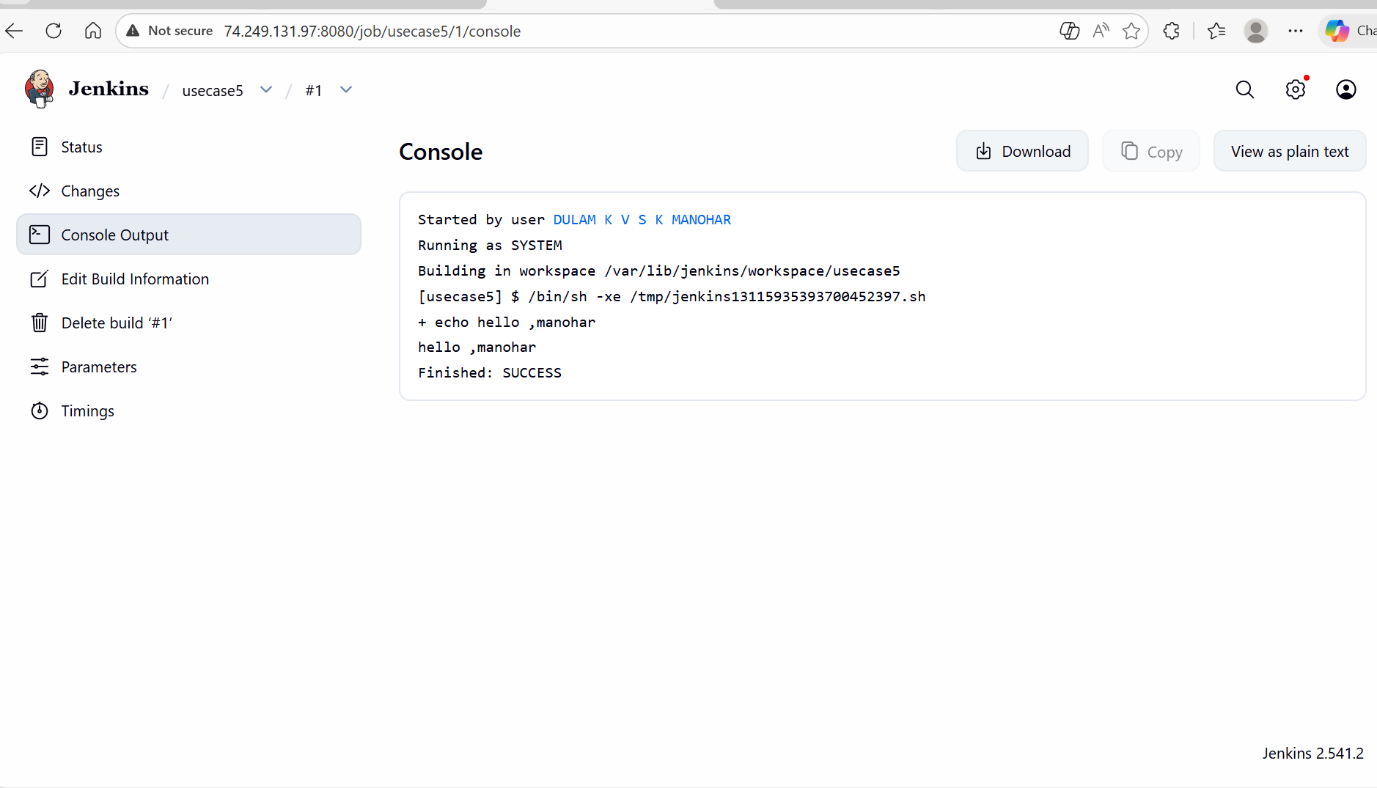 Not secure 74.249.131.97:8080/job/usecase5/1/console
Jenkins / usecase5 / #1
Status
Changes
Console Output
Edit Build Information
Delete build ‘#1’
Parameters
Timings
Console
Download
Copy
View as plain text
Started by user DULAM K V S K MANOHAR
Running as SYSTEM
Building in workspace /var/lib/jenkins/workspace/usecase5
[usecase5] $ /bin/sh -xe /tmp/jenkins13115935393700452397.sh
+ echo hello ,manohar
hello ,manohar
Finished: SUCCESS
Jenkins 2.541.2